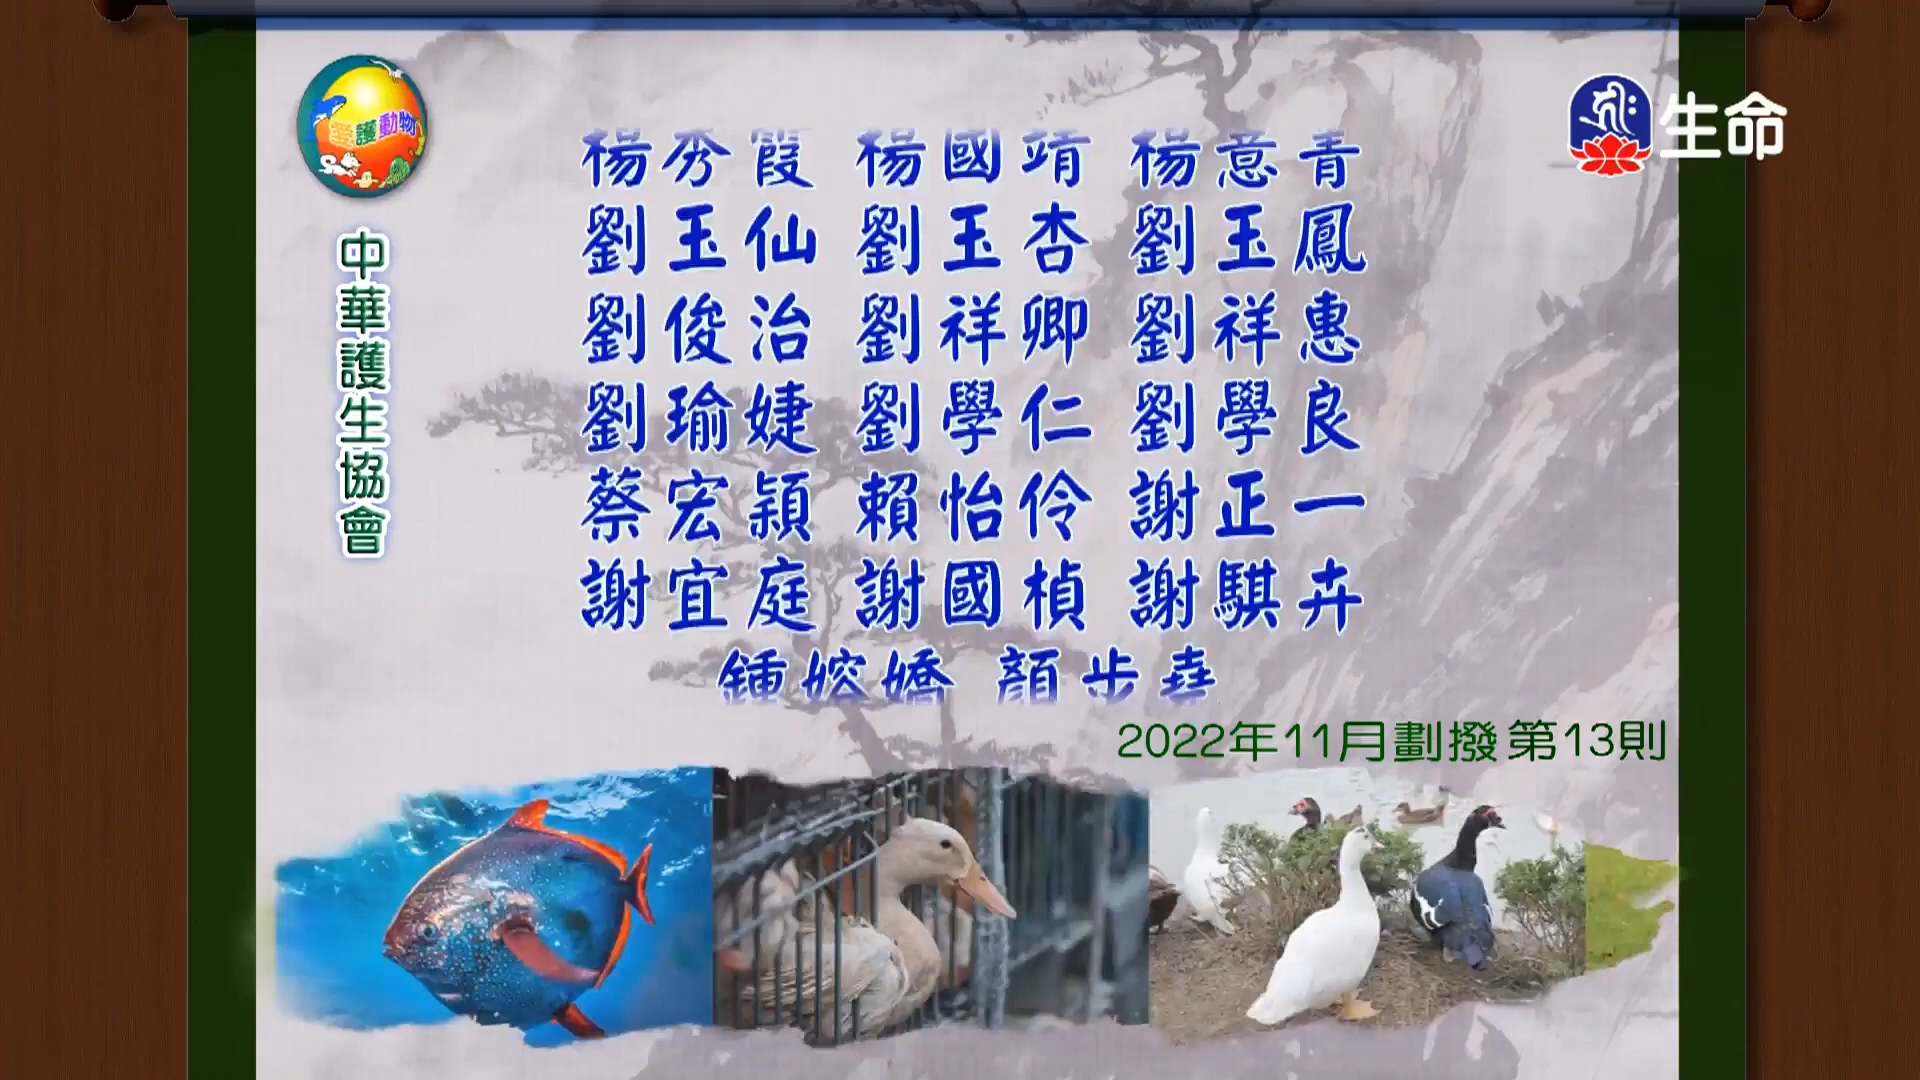 愛護動物
生命
中華護生協會
楊秀霞 楊國靖 楊意青
劉玉仙 劉玉杏 劉玉鳳
劉俊治 劉祥卿 劉祥惠
劉瑜婕 劉學仁 劉學良
蔡宏穎 賴怡伶 謝正一
謝宜庭 謝國楨 謝騏卉
鍾嫆嬌 顏步堯
2022年11月劃撥第13則